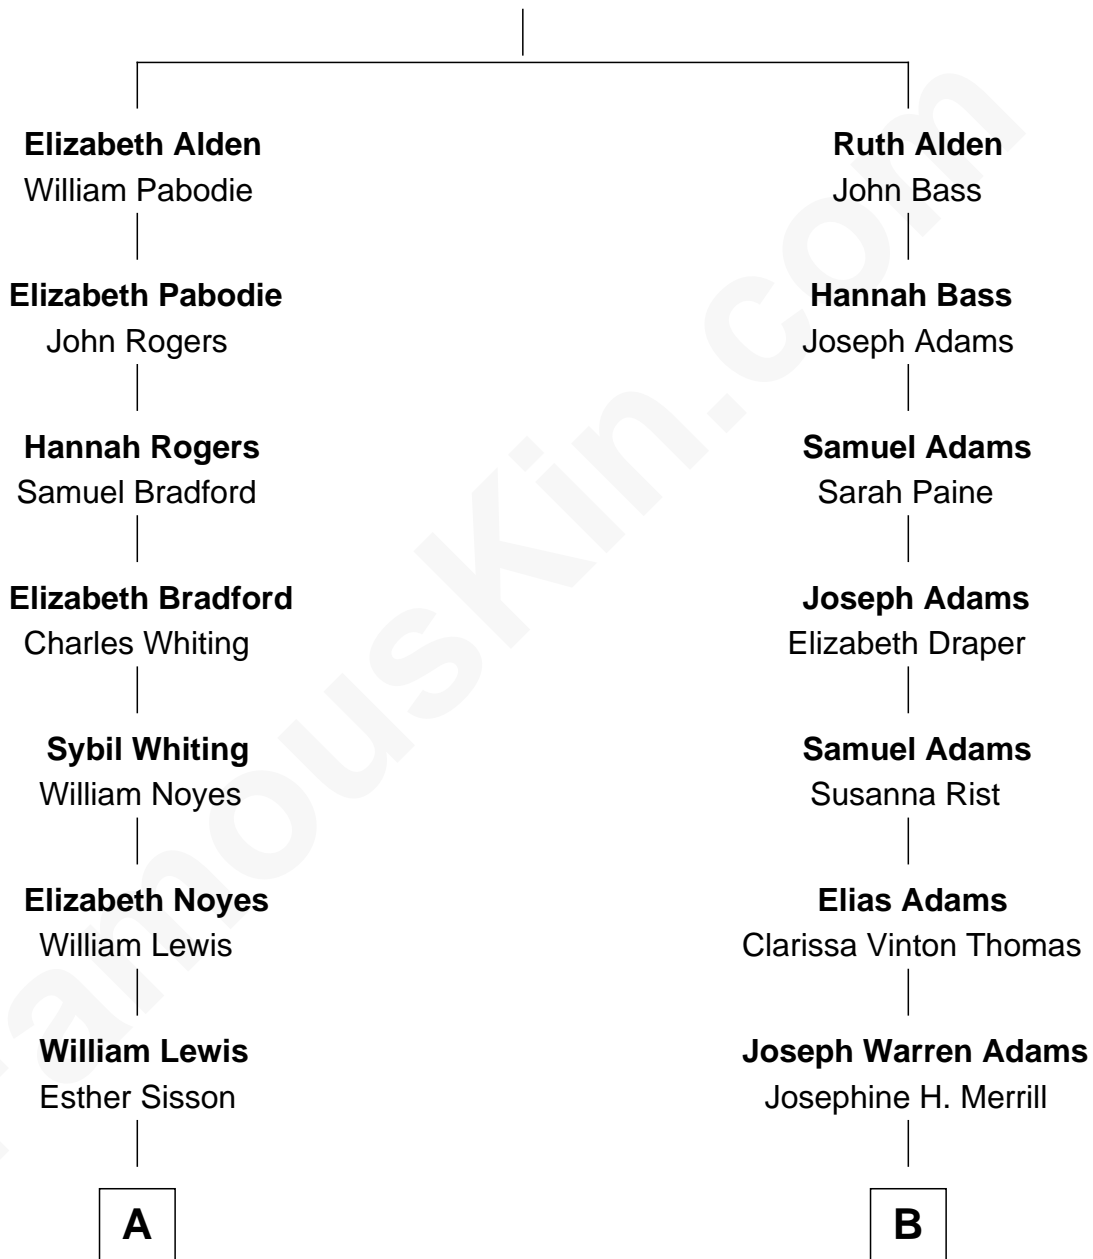 Elizabeth Alden
William Pabodie
Elizabeth Pabodie
John Rogers
Hannah Rogers
Samuel Bradford
Elizabeth Bradford
Charles Whiting
Sybil Whiting
William Noyes
Elizabeth Noyes
William Lewis
William Lewis
Esther Sisson
A
Ruth Alden
John Bass
Hannah Bass
Joseph Adams
Samuel Adams
Sarah Paine
Joseph Adams
Elizabeth Draper
Samuel Adams
Susanna Rist
Elias Adams
Clarissa Vinton Thomas
Joseph Warren Adams
Josephine H. Merrill
B
FamousKin.com